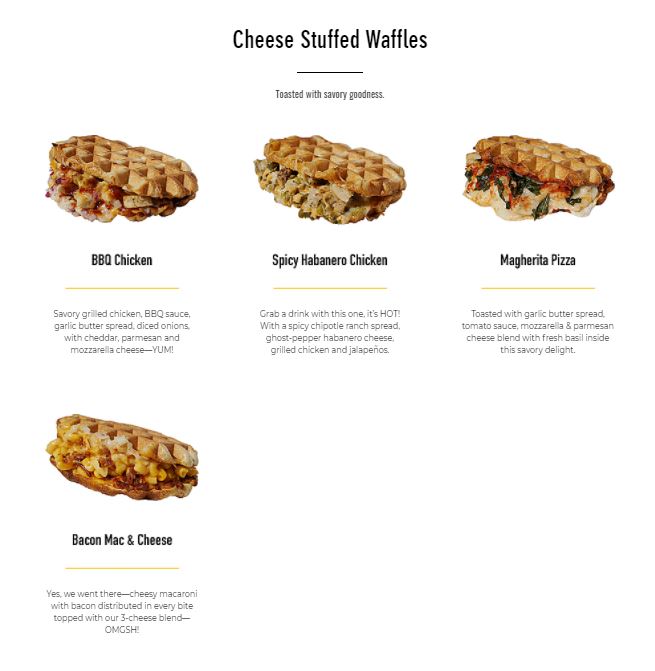 Cheese Stuffed Waffles
Toasted with savory goodness.
BBQ Chicken
Savory grilled chicken, BBQ sauce,
garlic butter spread, diced onions,
with cheddar, parmesan and
mozzarella cheese—YUM!
Spicy Habanero Chicken
Grab a drink with this one, it's HOT!
With a spicy chipotle ranch spread,
ghost-pepper habanero cheese,
grilled chicken and jalapeños.
Magherita Pizza
Toasted with garlic butter spread,
tomato sauce, mozzarella & parmesan
cheese blend with fresh basil inside
this savory delight.
Bacon Mac & Cheese
Yes, we went there—cheesy macaroni
with bacon distributed in every bite
topped with our 3-cheese blend—
OMGSH!